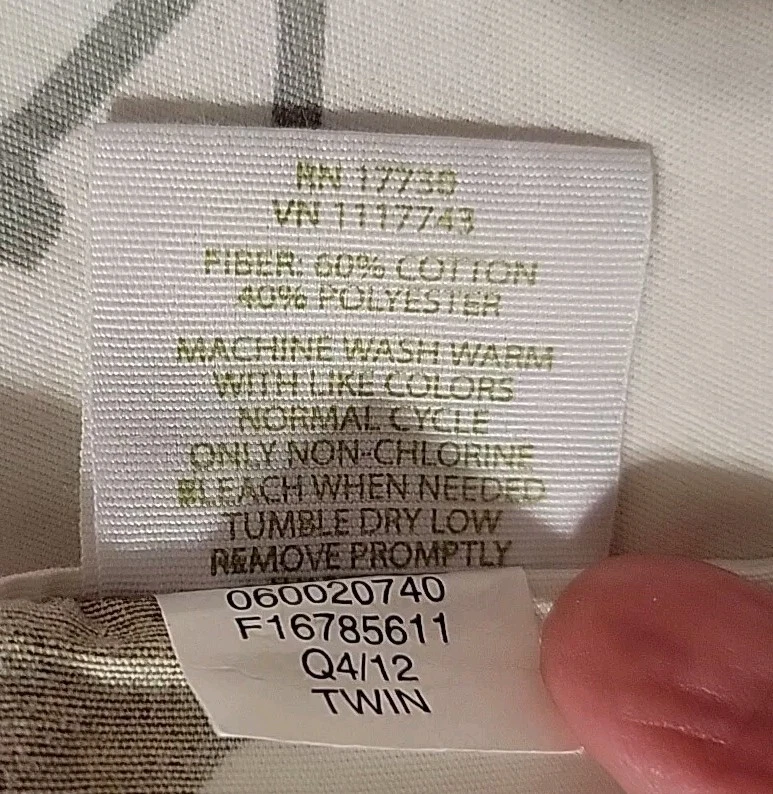 RN 17730
VN 1117743
FIBER: 60% COTTON
40% POLYESTER
MACHINE WASH WARM
WITH LIKE COLORS
NORMAL CYCLE
ONLY NON-CHLORINE
BLEACH WHEN NEEDED
TUMBLE DRY LOW
REMOVE PROMPTLY
060020740
F16785611
Q4/12
TWIN